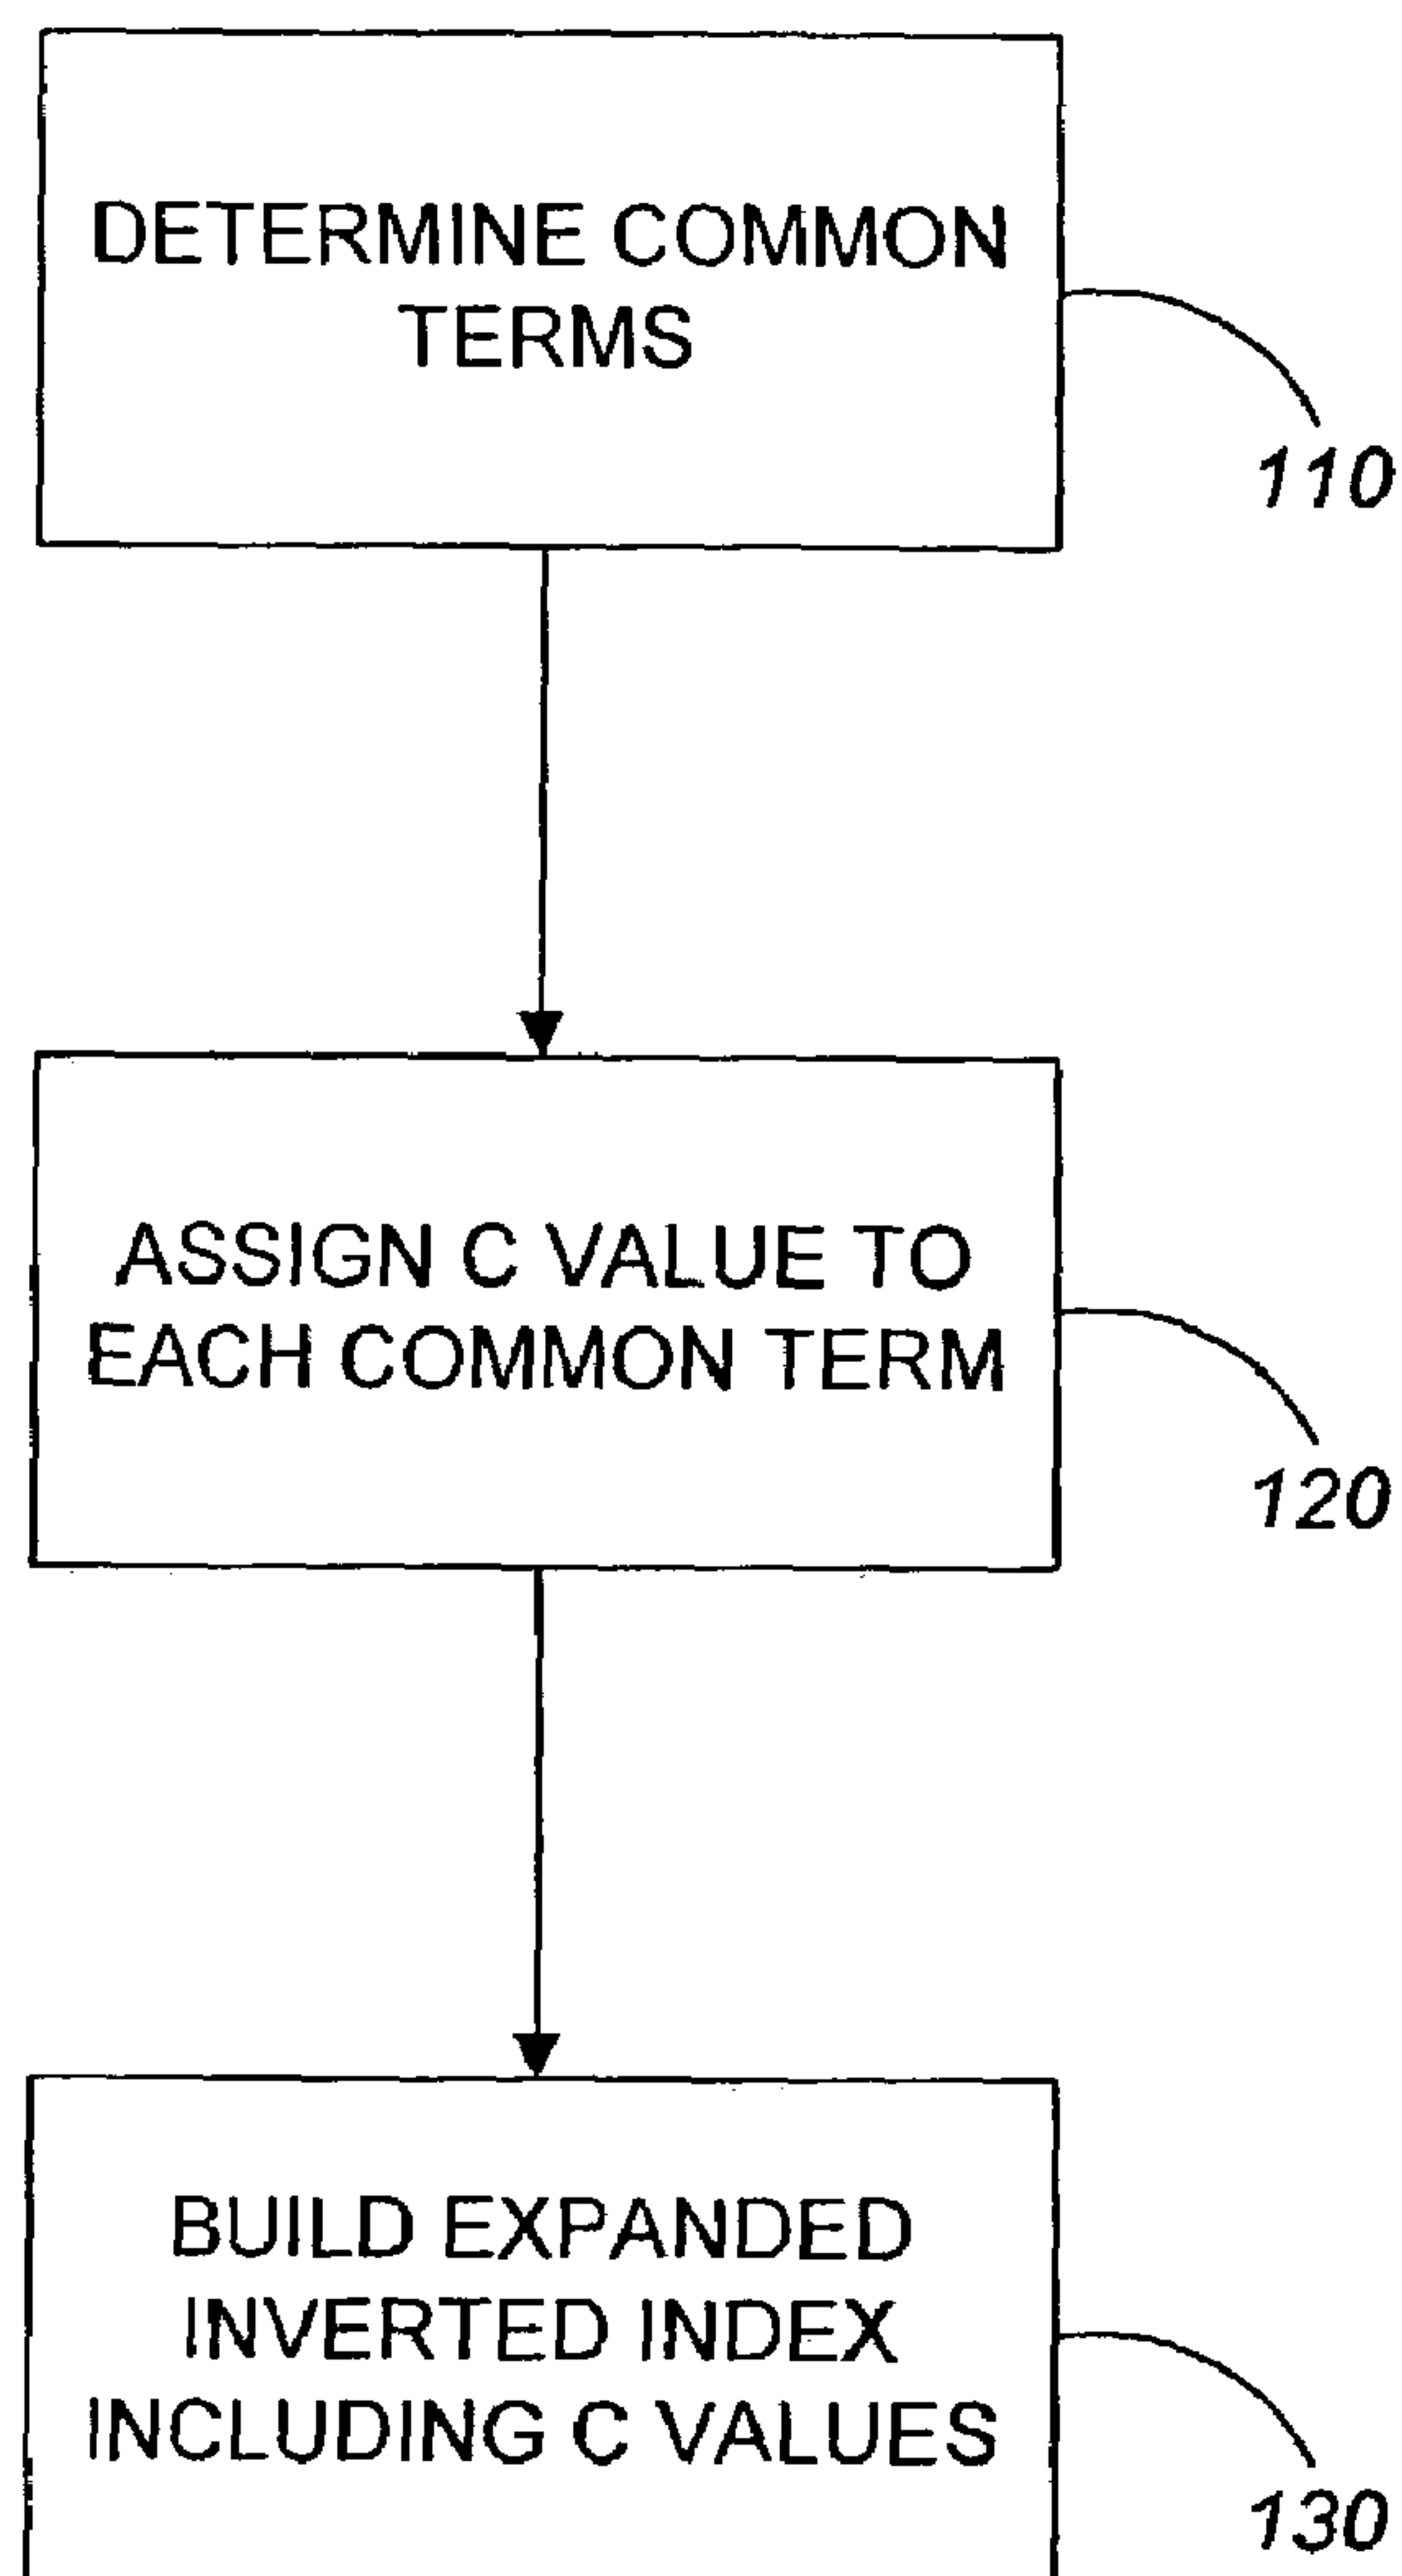 DETERMINE COMMON
TERMS
110
ASSIGN C VALUE TO
EACH COMMON TERM
120
BUILD EXPANDED
INVERTED INDEX
INCLUDING C VALUES
130